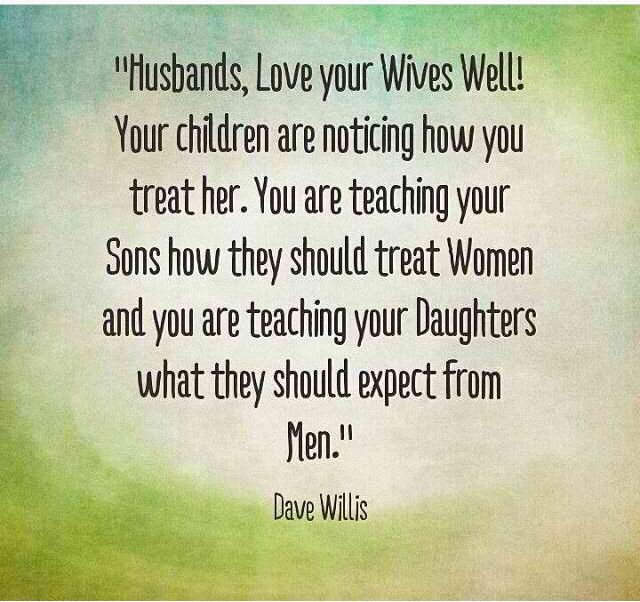 "Husbands, Love your Wives Well!
Your children are noticing how you
treat her. You are teaching your
Sons how they should treat Women
and you are teaching your Daughters
what they should expect from
Men."
Dave Willis